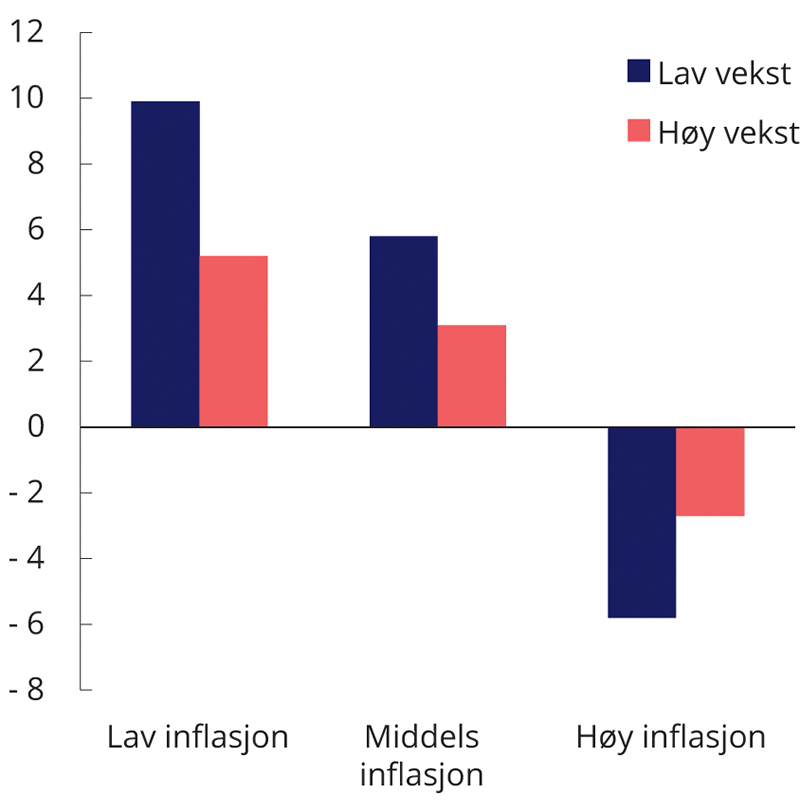 12
10
8
6
4
2
0
- 2
- 4
- 6
- 8
Lav vekst
Høy vekst
Lav inflasjon
Middels
inflasjon
Høy inflasjon